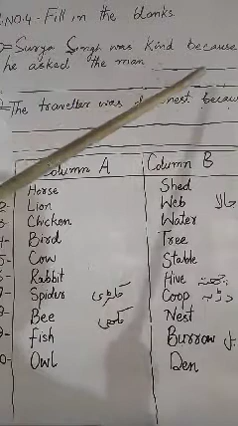 NO.4 - Fill in the blanks.
Surya Singh was kind because
he asked the man
The traveller was
Column A Column B
Horse Shed
Lion Web جالا
Chicken Water
Bird Tree
Cow Stable
Rabbit Hive
Spider Coop
Bee Nest
fish Burrow
Owl Den